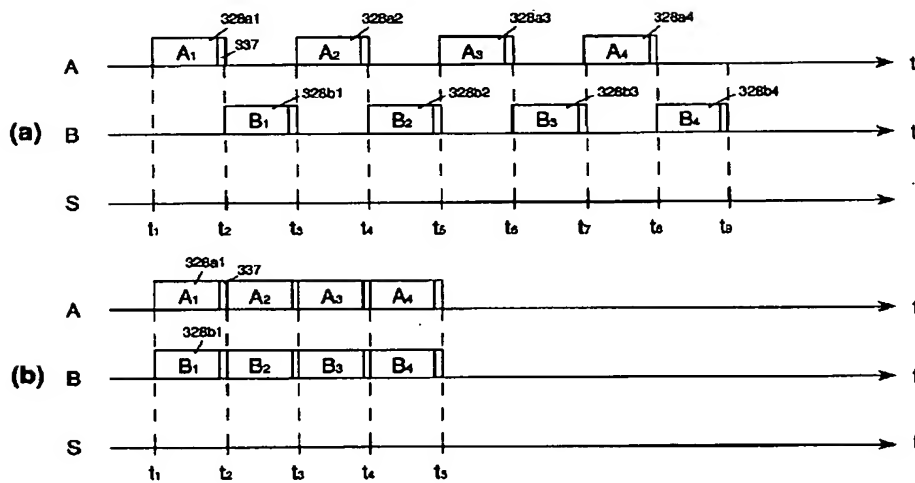 328a1 328a2 328a3 328a4
A A1 337 A2 A3 A4 t
328b1 328b2 328b3 328b4
(a) B B1 B2 B3 B4 t
S
t1 t2 t3 t4 t5 t6 t7 t8 t9
328a1 337
A A1 A2 A3 A4 t
328b1
(b) B B1 B2 B3 B4 t
S t
t1 t2 t3 t4 t5